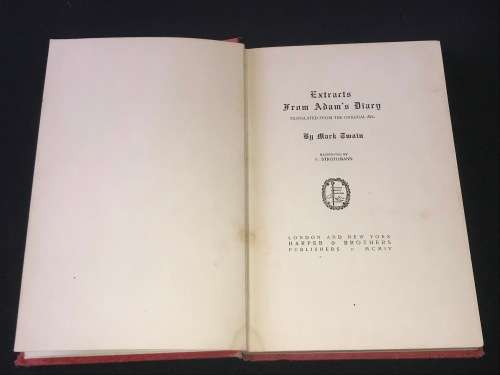 Extracts
From Adam's Diary
TRANSLATED FROM THE ORIGINAL MS.
By Mark Twain
ILLUSTRATED BY
F. STROTHMANN
LONDON AND NEW YORK
HARPER & BROTHERS
PUBLISHERS :: MCMIV